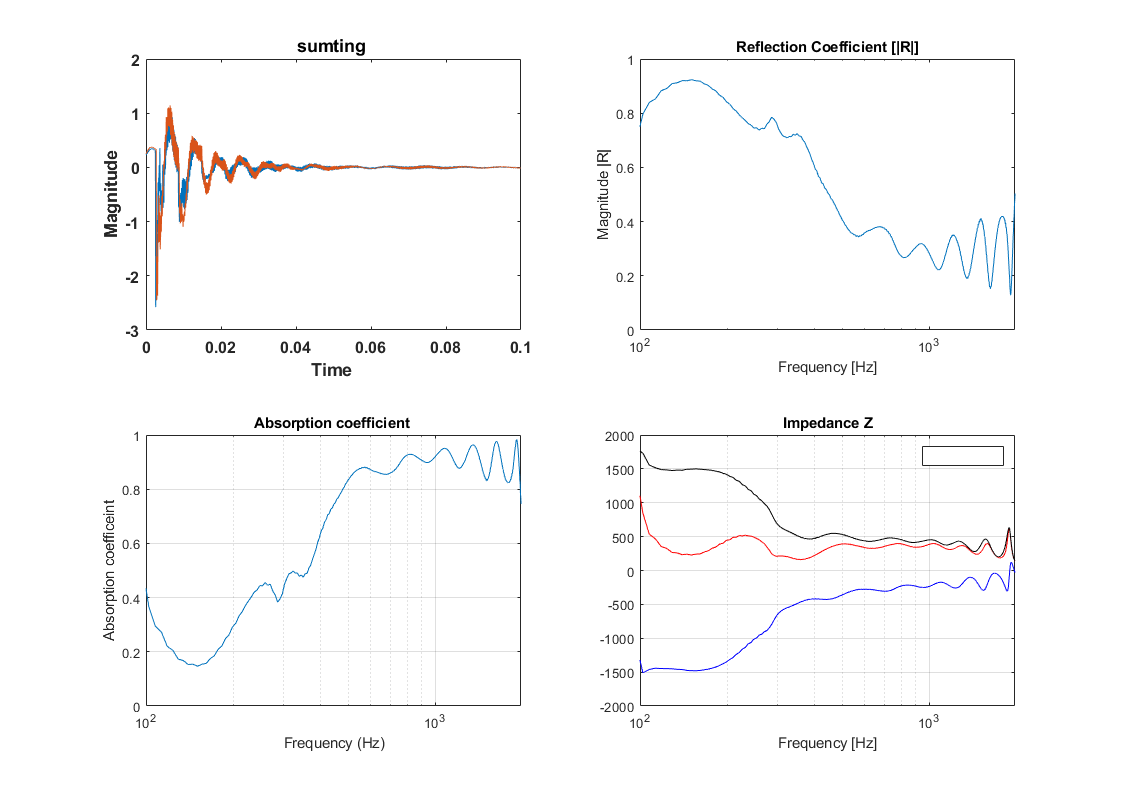 sumting
Magnitude
2
1
0
-1
-2
-3
0 0.02 0.04 0.06 0.08 0.1
Time
Reflection Coefficient [|R|]
Magnitude |R|
1
0.8
0.6
0.4
0.2
0
10^2 10^3
Frequency [Hz]
Absorption coefficient
Absorption coefficeint
1
0.8
0.6
0.4
0.2
0
10^2 10^3
Frequency (Hz)
Impedance Z
2000
1500
1000
500
0
-500
-1000
-1500
-2000
10^2 10^3
Frequency [Hz]